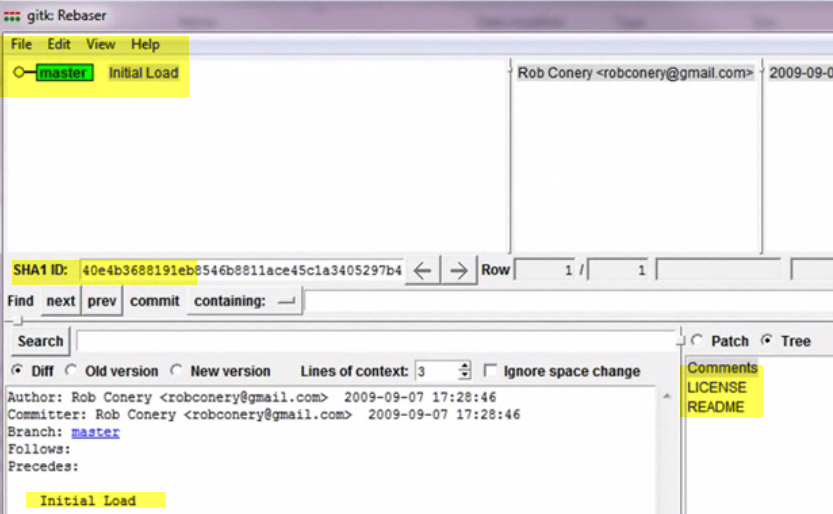 gitk: Rebaser
File Edit View Help
master Initial Load
Rob Conery <robconery@gmail.com>
2009-09-0
SHA1 ID: 40e4b3688191eb8546b8811ace45c1a3405297b4
Row 1 / 1
Find next prev commit containing:
Search
Diff Old version New version Lines of context: 3 Ignore space change
Patch Tree
Comments
LICENSE
README
Author: Rob Conery <robconery@gmail.com> 2009-09-07 17:28:46
Committer: Rob Conery <robconery@gmail.com> 2009-09-07 17:28:46
Branch: master
Follows:
Precedes:
Initial Load